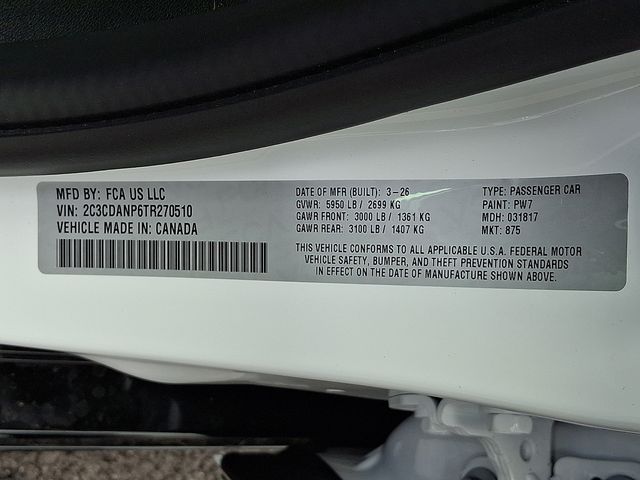 MFD BY: FCA US LLC
VIN: 2C3CDANP6TR270510
VEHICLE MADE IN: CANADA
DATE OF MFR (BUILT): 3-26
GVWR: 5950 LB / 2699 KG
GAWR FRONT: 3000 LB / 1361 KG
GAWR REAR: 3100 LB / 1407 KG
TYPE: PASSENGER CAR
PAINT: PW7
MDH: 031817
MKT: 875
THIS VEHICLE CONFORMS TO ALL APPLICABLE U.S.A. FEDERAL MOTOR
VEHICLE SAFETY, BUMPER, AND THEFT PREVENTION STANDARDS
IN EFFECT ON THE DATE OF MANUFACTURE SHOWN ABOVE.